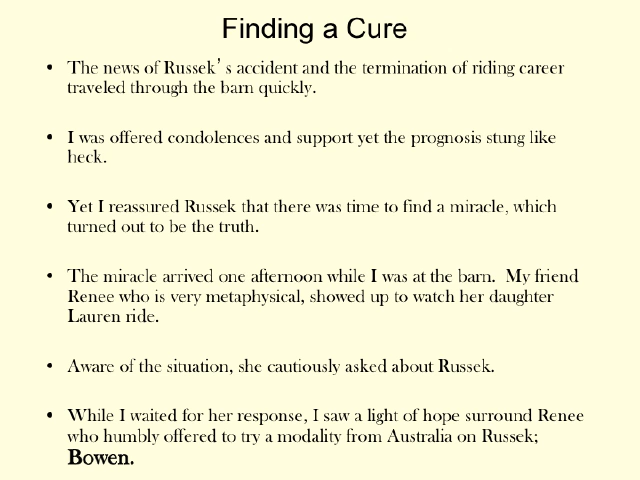 Finding a Cure
• The news of Russek’s accident and the termination of riding career
traveled through the barn quickly.
• I was offered condolences and support yet the prognosis stung like
heck.
• Yet I reassured Russek that there was time to find a miracle, which
turned out to be the truth.
• The miracle arrived one afternoon while I was at the barn.  My friend
Renee who is very metaphysical, showed up to watch her daughter
Lauren ride.
• Aware of the situation, she cautiously asked about Russek.
• While I waited for her response, I saw a light of hope surround Renee
who humbly offered to try a modality from Australia on Russek;
Bowen.